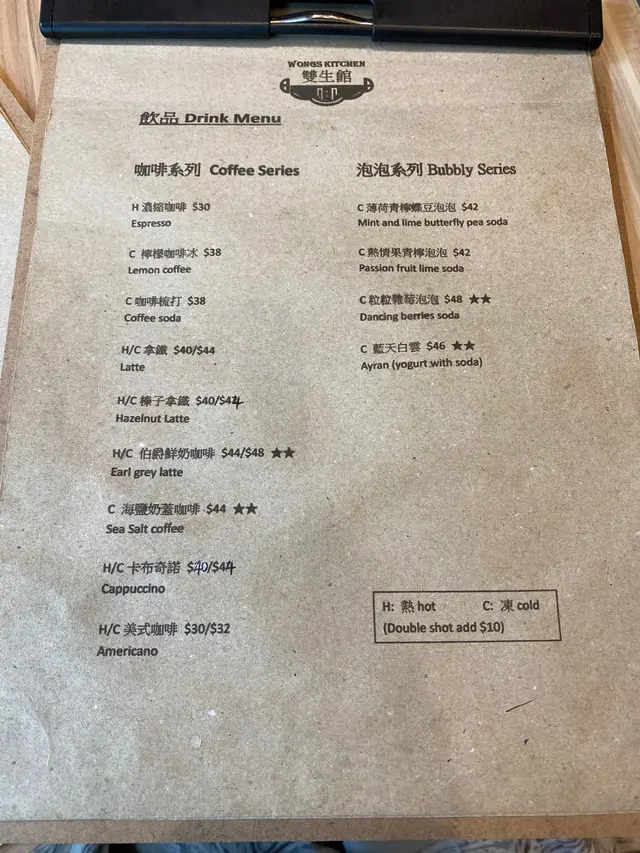 WONGS KITCHEN
雙生館
飲品 Drink Menu
咖啡系列 Coffee Series
H 濃縮咖啡 $30
Espresso
C 檸檬咖啡冰 $38
Lemon coffee
C 咖啡梳打 $38
Coffee soda
H/C 拿鐵 $40/$44
Latte
H/C 榛子拿鐵 $40/$44
Hazelnut Latte
H/C 伯爵鮮奶咖啡 $44/$48 ★★
Earl grey latte
C 海鹽奶蓋咖啡 $44 ★★
Sea Salt coffee
H/C 卡布奇諾 $40/$44
Cappuccino
H/C 美式咖啡 $30/$32
Americano
泡泡系列 Bubbly Series
C 薄荷青檸蝶豆泡泡 $42
Mint and lime butterfly pea soda
C 熱情果青檸泡泡 $42
Passion fruit lime soda
C 粒粒雜莓泡泡 $48 ★★
Dancing berries soda
C 藍天白雲 $46 ★★
Ayran (yogurt with soda)
H: 熱 hot C: 凍 cold
(Double shot add $10)